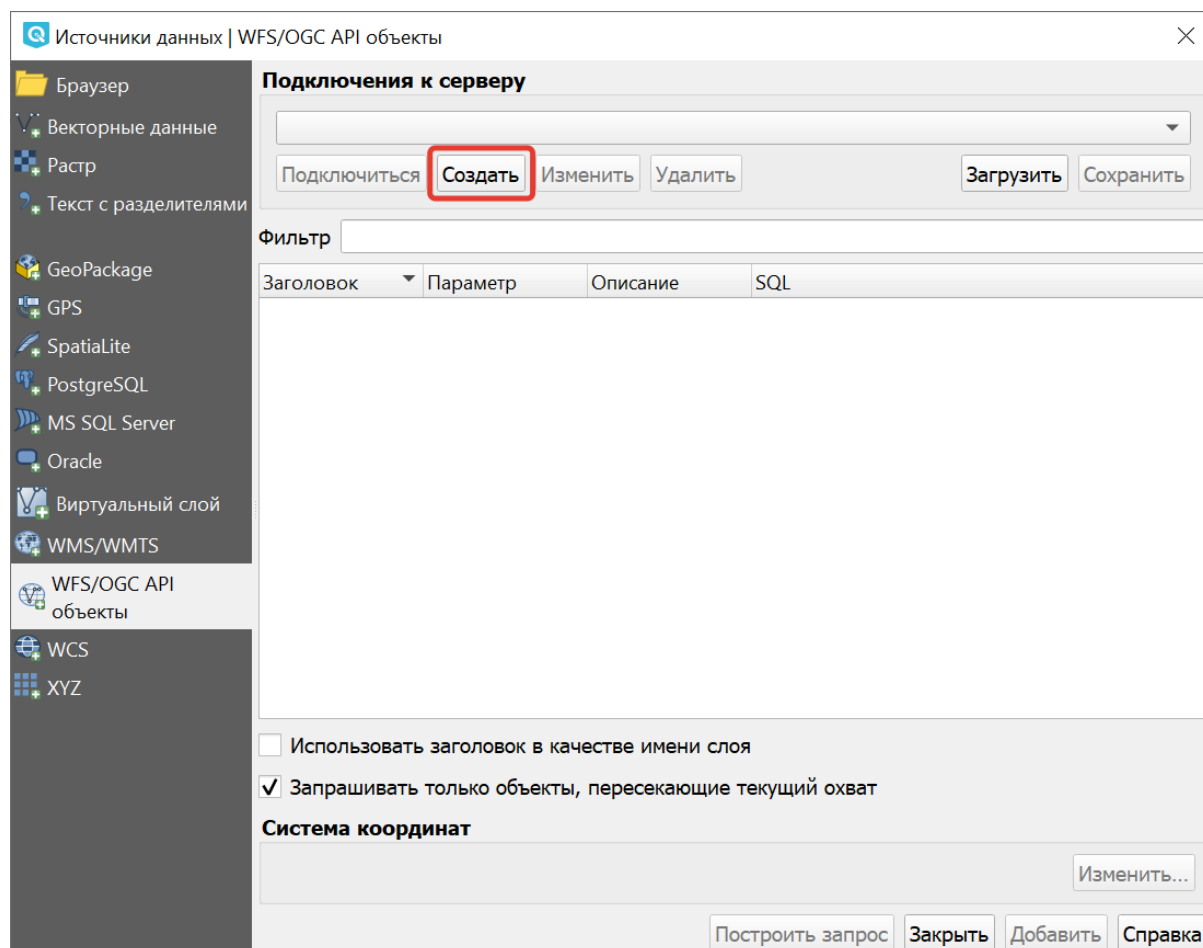 Источники данных | WFS/OGC API объекты
Браузер
Векторные данные
Растр
Текст с разделителями
GeoPackage
GPS
SpatiaLite
PostgreSQL
MS SQL Server
Oracle
Виртуальный слой
WMS/WMTS
WFS/OGC API
объекты
WCS
XYZ
Подключения к серверу
Подключиться Создать Изменить Удалить Загрузить Сохранить
Фильтр
Заголовок Параметр Описание SQL
Использовать заголовок в качестве имени слоя
Запрашивать только объекты, пересекающие текущий охват
Система координат
Изменить...
Построить запрос Закрыть Добавить Справка